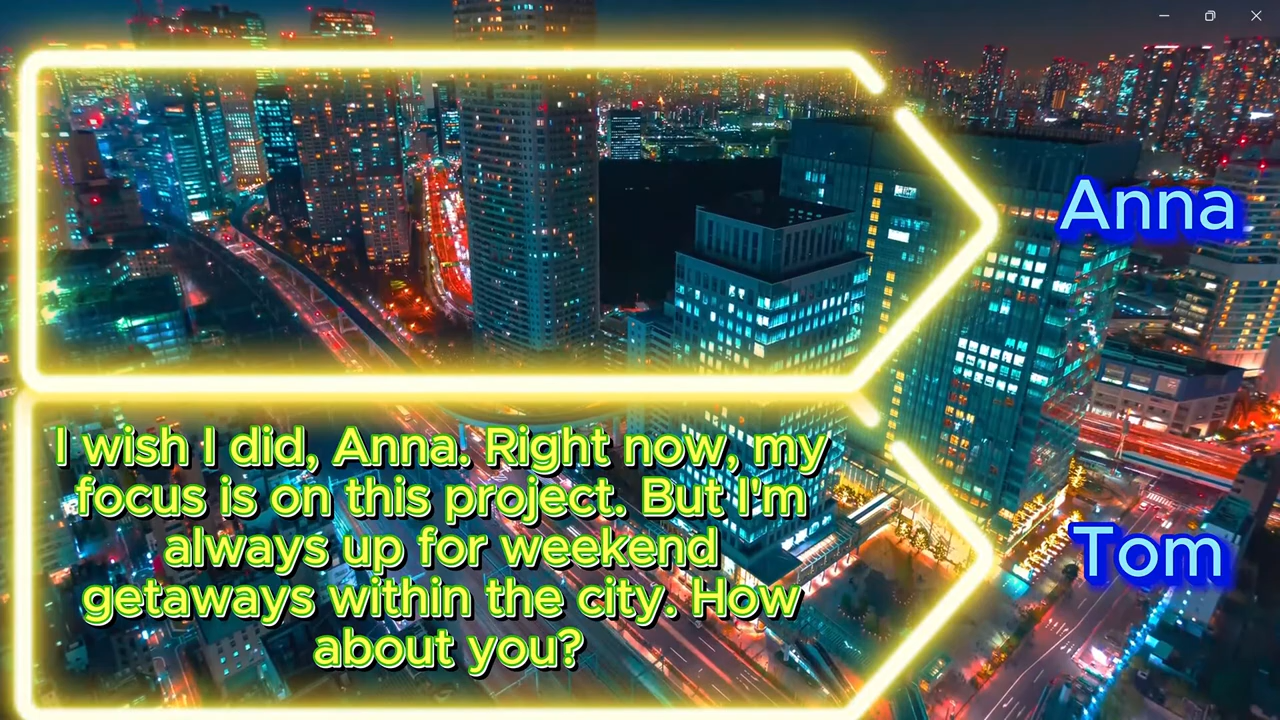 Anna
I wish I did, Anna. Right now, my
focus is on this project. But I'm
always up for weekend
getaways within the city. How
about you?
Tom